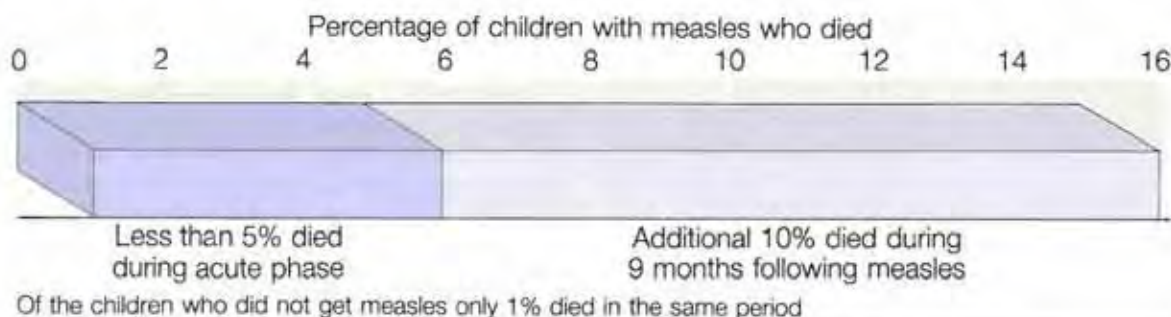 Percentage of children with measles who died
0 2 4 6 8 10 12 14 16
Less than 5% died
during acute phase
Additional 10% died during
9 months following measles
Of the children who did not get measles only 1% died in the same period